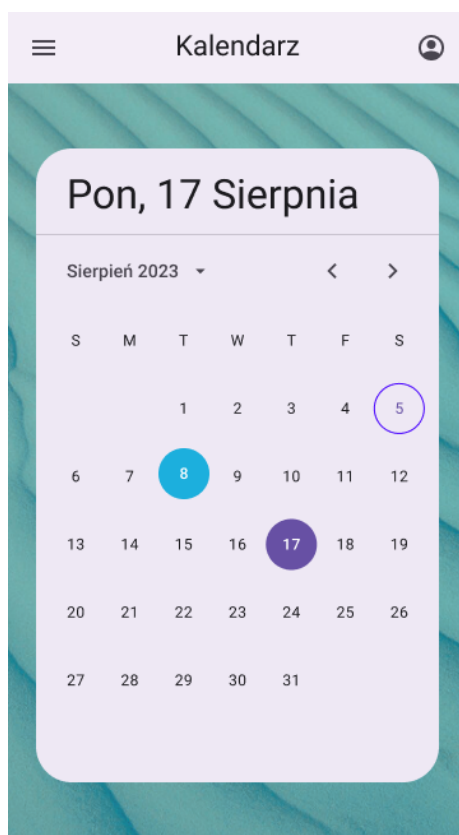 Kalendarz
Pon, 17 Sierpnia
Sierpień 2023
S M T W T F S
1 2 3 4 5
6 7 8 9 10 11 12
13 14 15 16 17 18 19
20 21 22 23 24 25 26
27 28 29 30 31